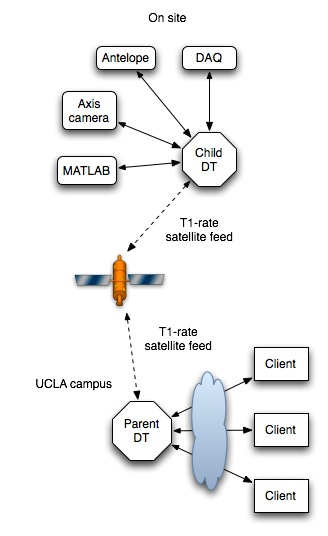 On site
Antelope
DAQ
Axis
camera
Child
DT
MATLAB
T1-rate
satellite feed
T1-rate
satellite feed
UCLA campus
Parent
DT
Client
Client
Client